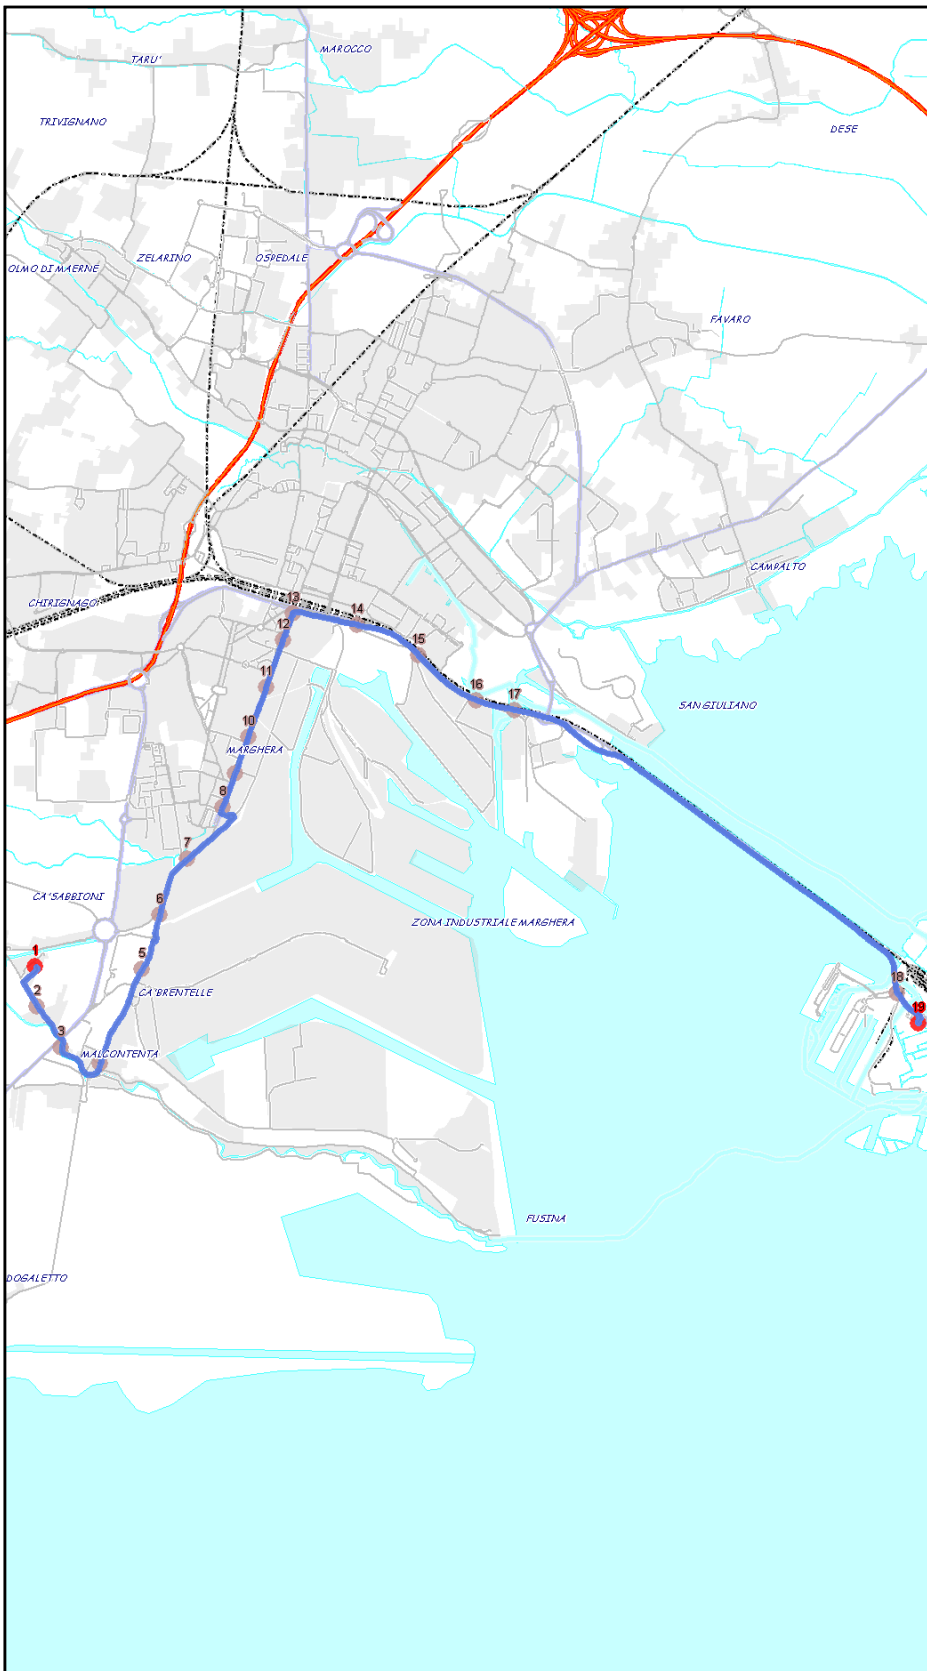 MAROCCO
TARU'
TRIVIGNANO
DESE
ZELARINO
OSPEDALE
OLMO DI MAERNE
FAVARO
CAMPALTO
CHIRIGNAGO
13
14
12
15
11
16
17
SAN GIULIANO
10
MARGHERA
8
7
CA'SABBIONI
6
ZONA INDUSTRIALE MARGHERA
1
5
18
CA'BRENTELLE
2
19
3
MALCONTENTA
FUSINA
DOGALETTO